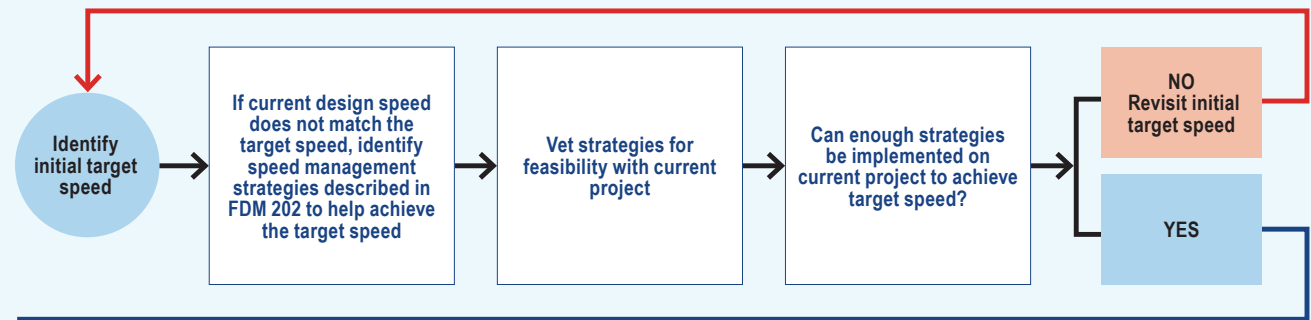 Identify
initial target
speed
If current design speed
does not match the
target speed, identify
speed management
strategies described in
FDM 202 to help achieve
the target speed
Vet strategies for
feasibility with current
project
Can enough strategies
be implemented on
current project to achieve
target speed?
NO
Revisit initial
target speed
YES